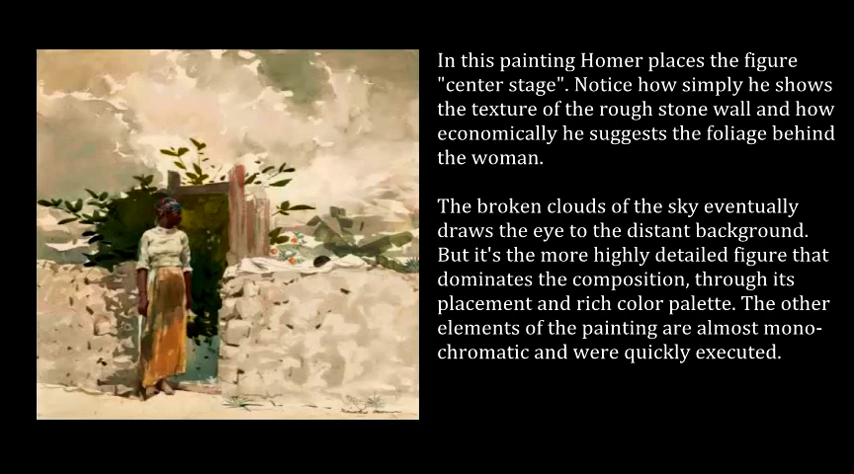 In this painting Homer places the figure
"center stage". Notice how simply he shows
the texture of the rough stone wall and how
economically he suggests the foliage behind
the woman.
The broken clouds of the sky eventually
draws the eye to the distant background.
But it's the more highly detailed figure that
dominates the composition, through its
placement and rich color palette. The other
elements of the painting are almost mono-
chromatic and were quickly executed.